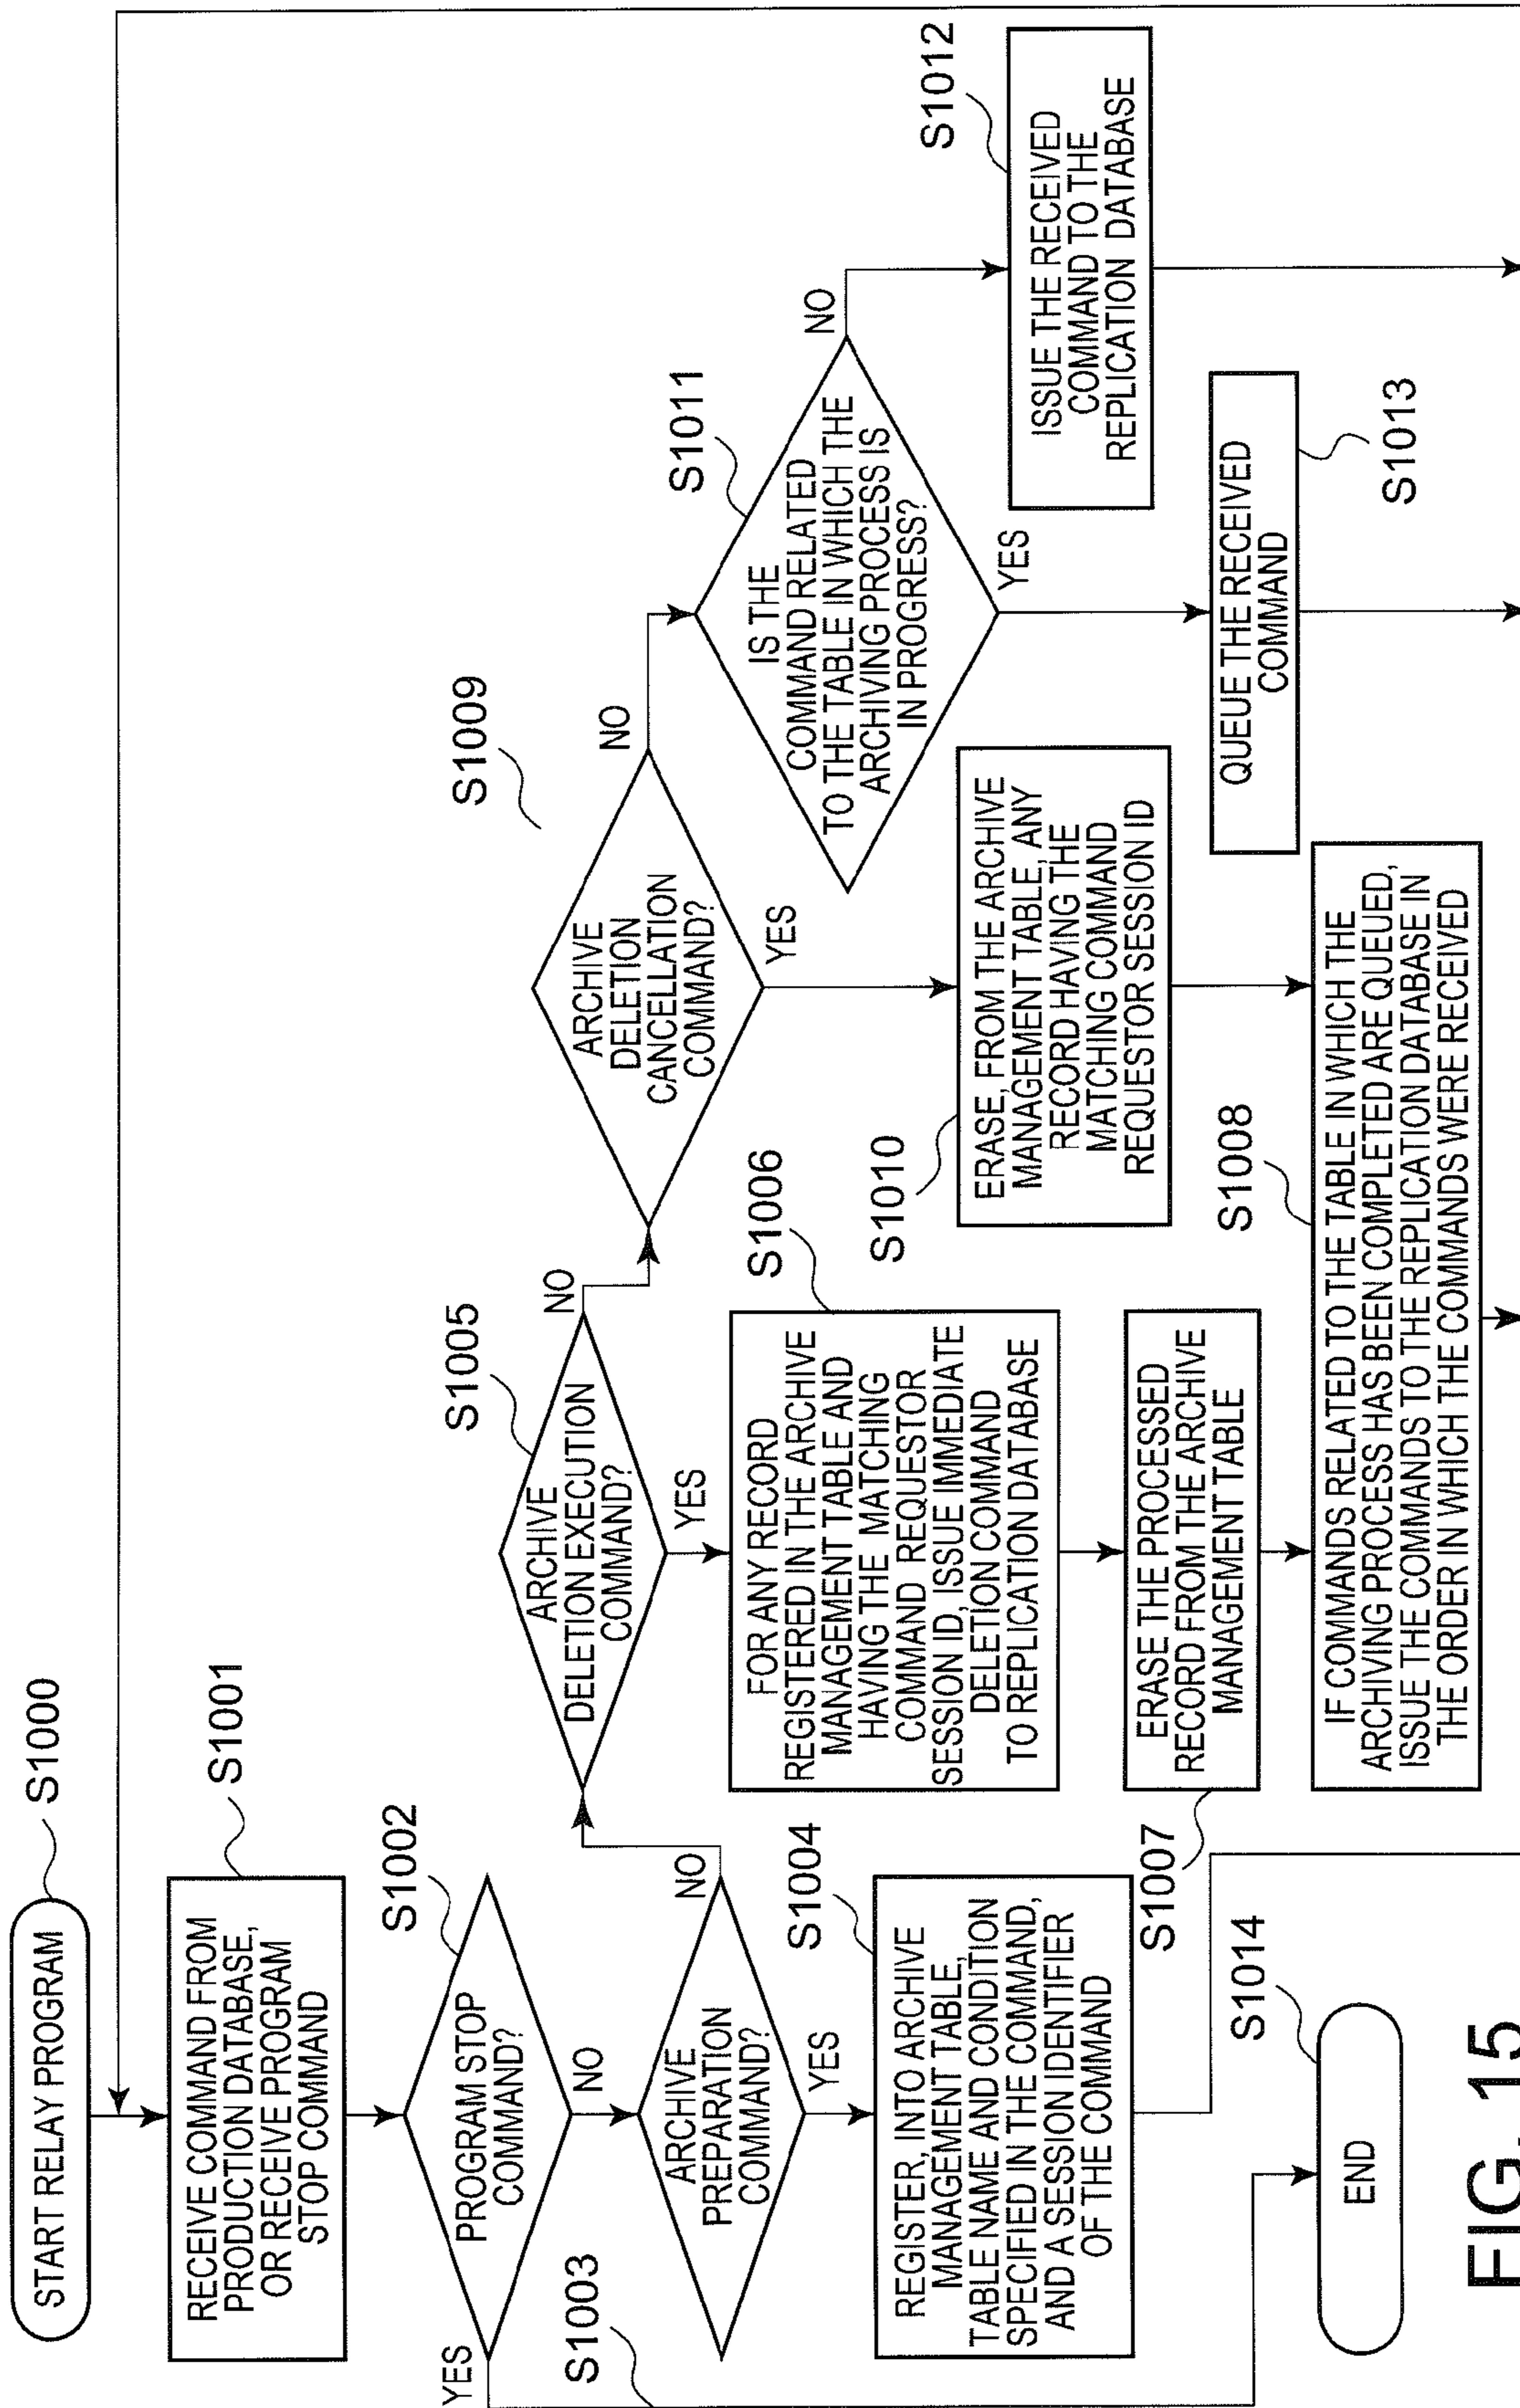 START RELAY PROGRAM
S1000
RECEIVE COMMAND FROM
PRODUCTION DATABASE,
OR RECEIVE PROGRAM
STOP COMMAND
S1001
PROGRAM STOP
COMMAND?
S1002
YES
NO
S1003
ARCHIVE
PREPARATION
COMMAND?
NO
YES
REGISTER, INTO ARCHIVE
MANAGEMENT TABLE,
TABLE NAME AND CONDITION
SPECIFIED IN THE COMMAND,
AND A SESSION IDENTIFIER
OF THE COMMAND
S1004
ARCHIVE
DELETION EXECUTION
COMMAND?
S1005
NO
YES
FOR ANY RECORD
REGISTERED IN THE ARCHIVE
MANAGEMENT TABLE AND
HAVING THE MATCHING
COMMAND REQUESTOR
SESSION ID, ISSUE IMMEDIATE
DELETION COMMAND
TO REPLICATION DATABASE
S1006
ERASE THE PROCESSED
RECORD FROM THE ARCHIVE
MANAGEMENT TABLE
S1007
IF COMMANDS RELATED TO THE TABLE IN WHICH THE
ARCHIVING PROCESS HAS BEEN COMPLETED ARE QUEUED,
ISSUE THE COMMANDS TO THE REPLICATION DATABASE IN
THE ORDER IN WHICH THE COMMANDS WERE RECEIVED
S1008
ARCHIVE
DELETION
CANCELLATION
COMMAND?
S1009
NO
YES
ERASE, FROM THE ARCHIVE
MANAGEMENT TABLE, ANY
RECORD HAVING THE
MATCHING COMMAND
REQUESTOR SESSION ID
S1010
IS THE
COMMAND RELATED
TO THE TABLE IN WHICH THE
ARCHIVING PROCESS IS
IN PROGRESS?
S1011
NO
YES
ISSUE THE RECEIVED
COMMAND TO THE
REPLICATION DATABASE
S1012
QUEUE THE RECEIVED
COMMAND
S1013
END
S1014
FIG. 15